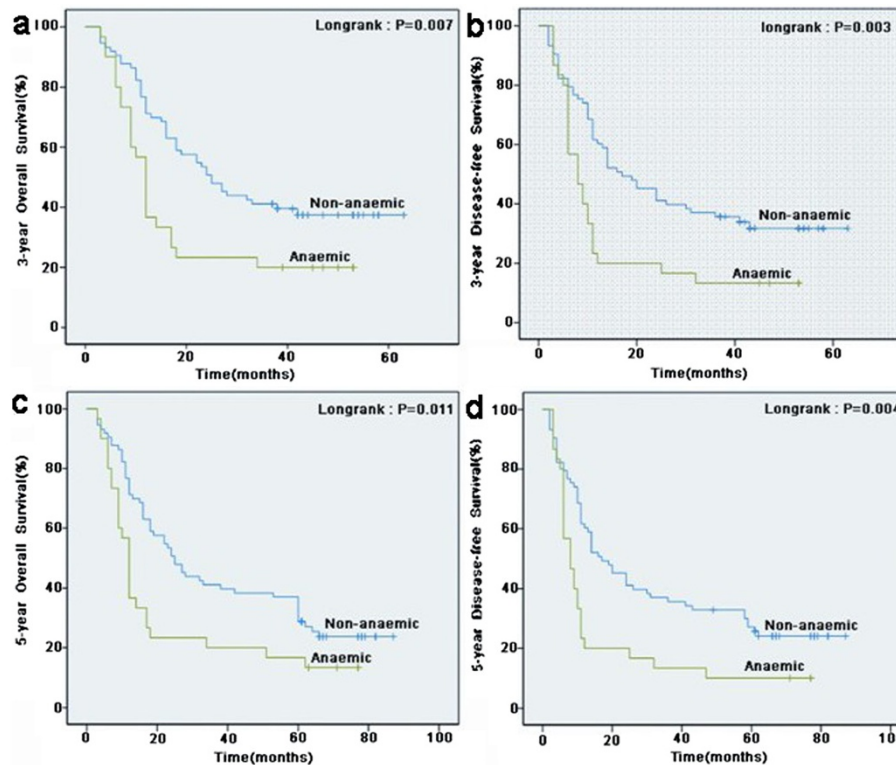 a
Longrank : P=0.007
3-year Overall Survival(%)
100
80
60
40
20
0
Non-anaemic
Anaemic
0 20 40 60
Time(months)
b
longrank : P=0.003
3-year Disease-free Survival(%)
100
80
60
40
20
0
Non-anaemic
Anaemic
0 20 40 60
Time(months)
c
Longrank : P=0.011
5-year Overall Survival(%)
100
80
60
40
20
0
Non-anaemic
Anaemic
0 20 40 60 80 100
Time(months)
d
Longrank : P=0.004
5-year Disease-free Survival(%)
100
80
60
40
20
0
Non-anaemic
Anaemic
0 20 40 60 80 100
Time(months)